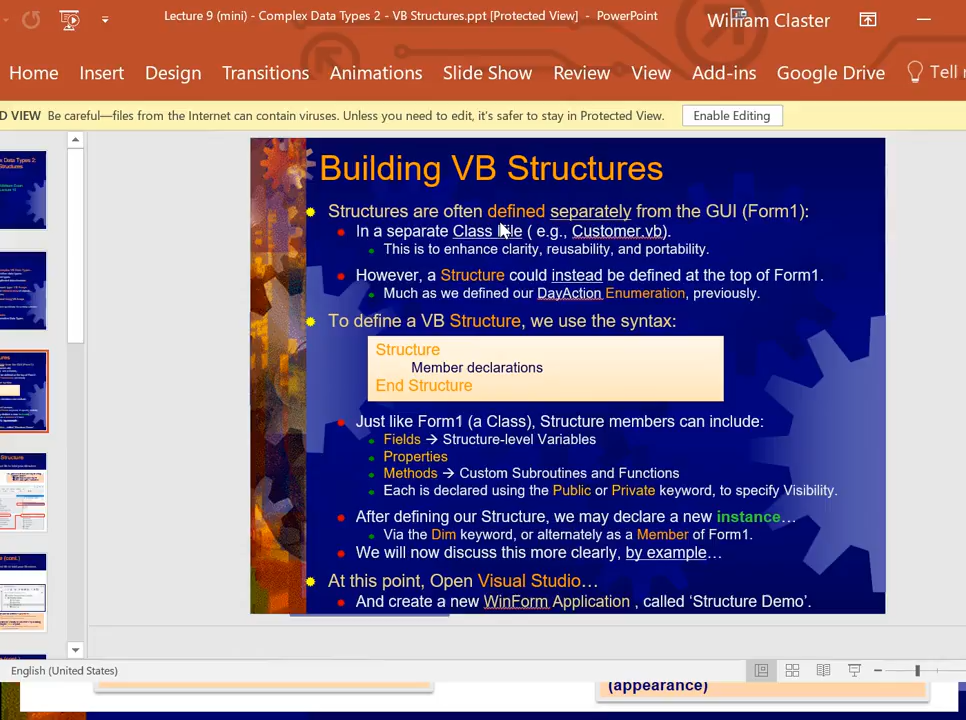 Lecture 9 (mini) - Complex Data Types 2 - VB Structures.ppt [Protected View] - PowerPoint
William Claster
Home Insert Design Transitions Animations Slide Show Review View Add-ins Google Drive Tell
D VIEW Be careful—files from the Internet can contain viruses. Unless you need to edit, it's safer to stay in Protected View. Enable Editing
Building VB Structures
Structures are often defined separately from the GUI (Form1):
In a separate Class File ( e.g., Customer.vb).
This is to enhance clarity, reusability, and portability.
However, a Structure could instead be defined at the top of Form1.
Much as we defined our DayAction Enumeration, previously.
To define a VB Structure, we use the syntax:
Structure
Member declarations
End Structure
Just like Form1 (a Class), Structure members can include:
Fields → Structure-level Variables
Properties
Methods → Custom Subroutines and Functions
Each is declared using the Public or Private keyword, to specify Visibility.
After defining our Structure, we may declare a new instance…
Via the Dim keyword, or alternately as a Member of Form1.
We will now discuss this more clearly, by example…
At this point, Open Visual Studio…
And create a new WinForm Application , called ‘Structure Demo’.
English (United States)
(appearance)